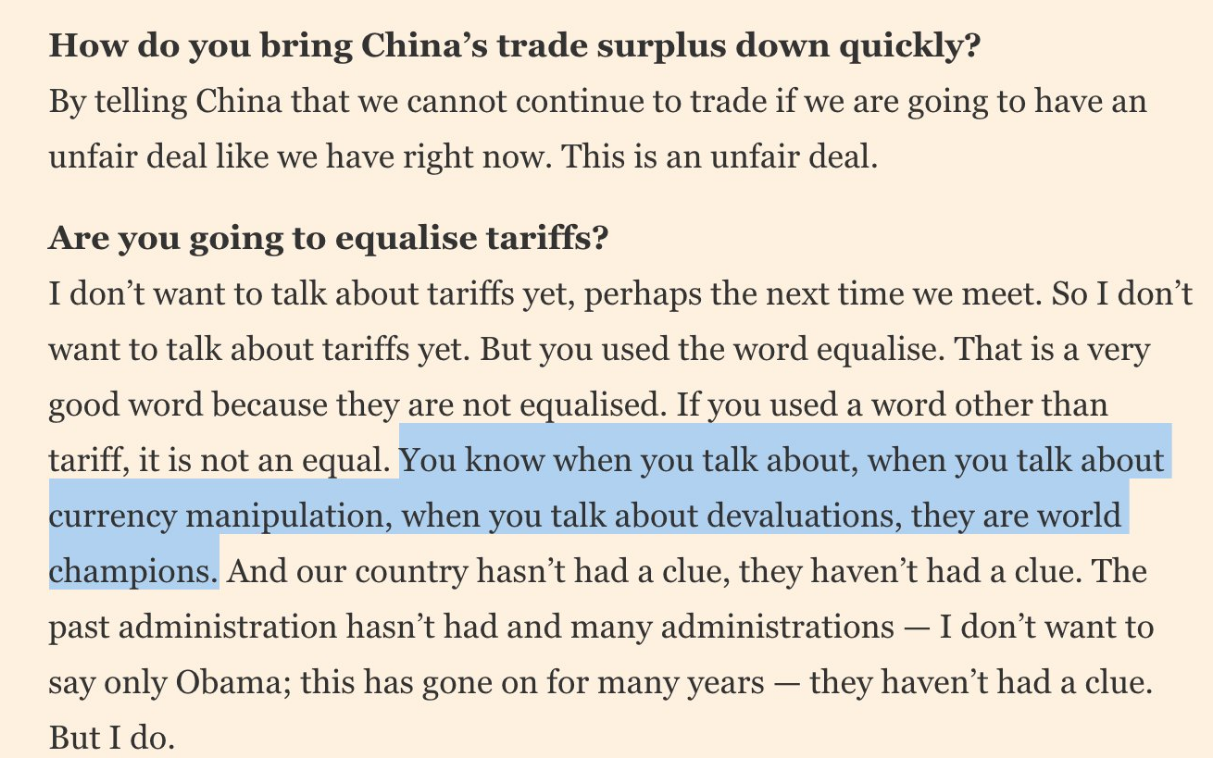 How do you bring China’s trade surplus down quickly?
By telling China that we cannot continue to trade if we are going to have an
unfair deal like we have right now. This is an unfair deal.
Are you going to equalise tariffs?
I don’t want to talk about tariffs yet, perhaps the next time we meet. So I don’t
want to talk about tariffs yet. But you used the word equalise. That is a very
good word because they are not equalised. If you used a word other than
tariff, it is not an equal. You know when you talk about, when you talk about
currency manipulation, when you talk about devaluations, they are world
champions. And our country hasn’t had a clue, they haven’t had a clue. The
past administration hasn’t had and many administrations — I don’t want to
say only Obama; this has gone on for many years — they haven’t had a clue.
But I do.